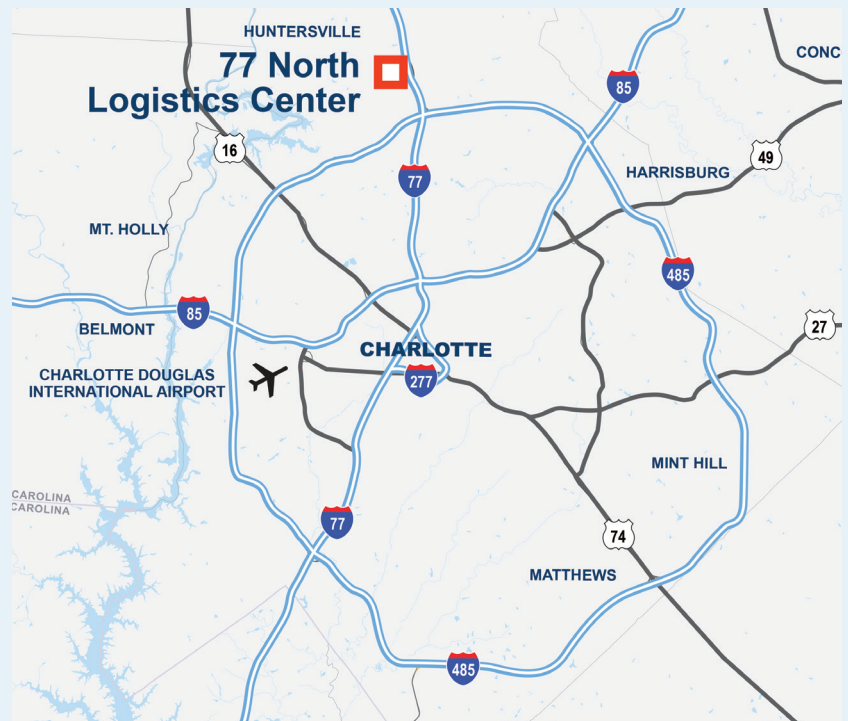 HUNTERSVILLE
77 North
Logistics Center
CONC
85
16
49
HARRISBURG
77
MT. HOLLY
485
85
27
BELMONT
CHARLOTTE
CHARLOTTE DOUGLAS
INTERNATIONAL AIRPORT
277
MINT HILL
CAROLINA
CAROLINA
77
74
MATTHEWS
485